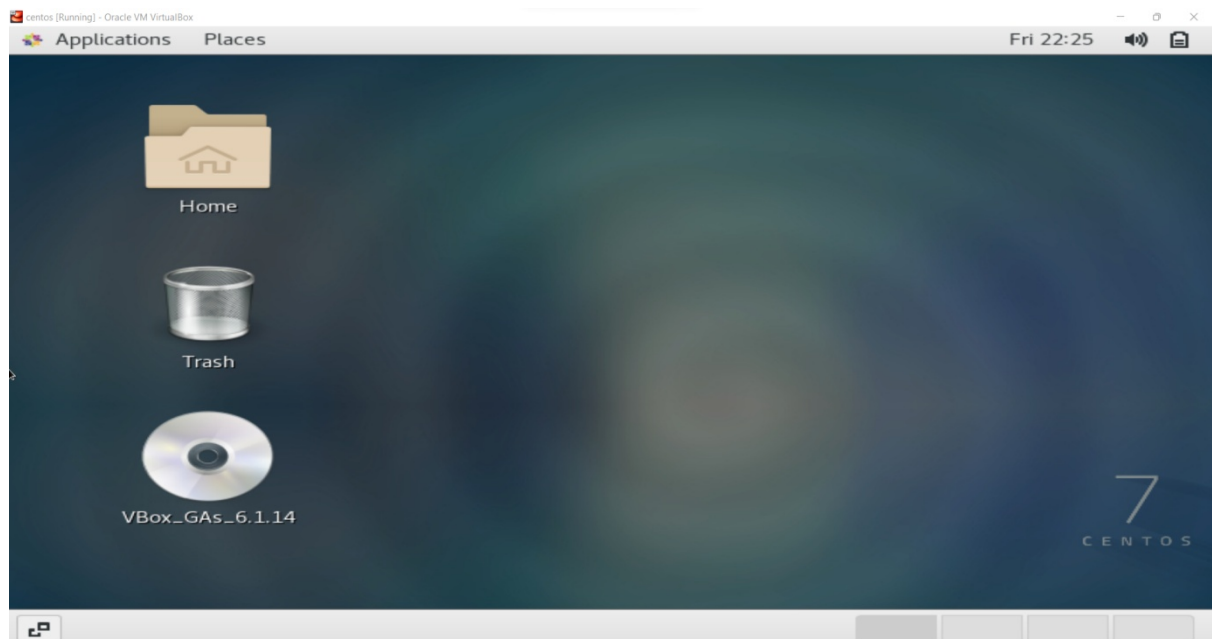 centos [Running] - Oracle VM VirtualBox
Applications Places Fri 22:25
Home
Trash
VBox_GAs_6.1.14
7
CENTOS